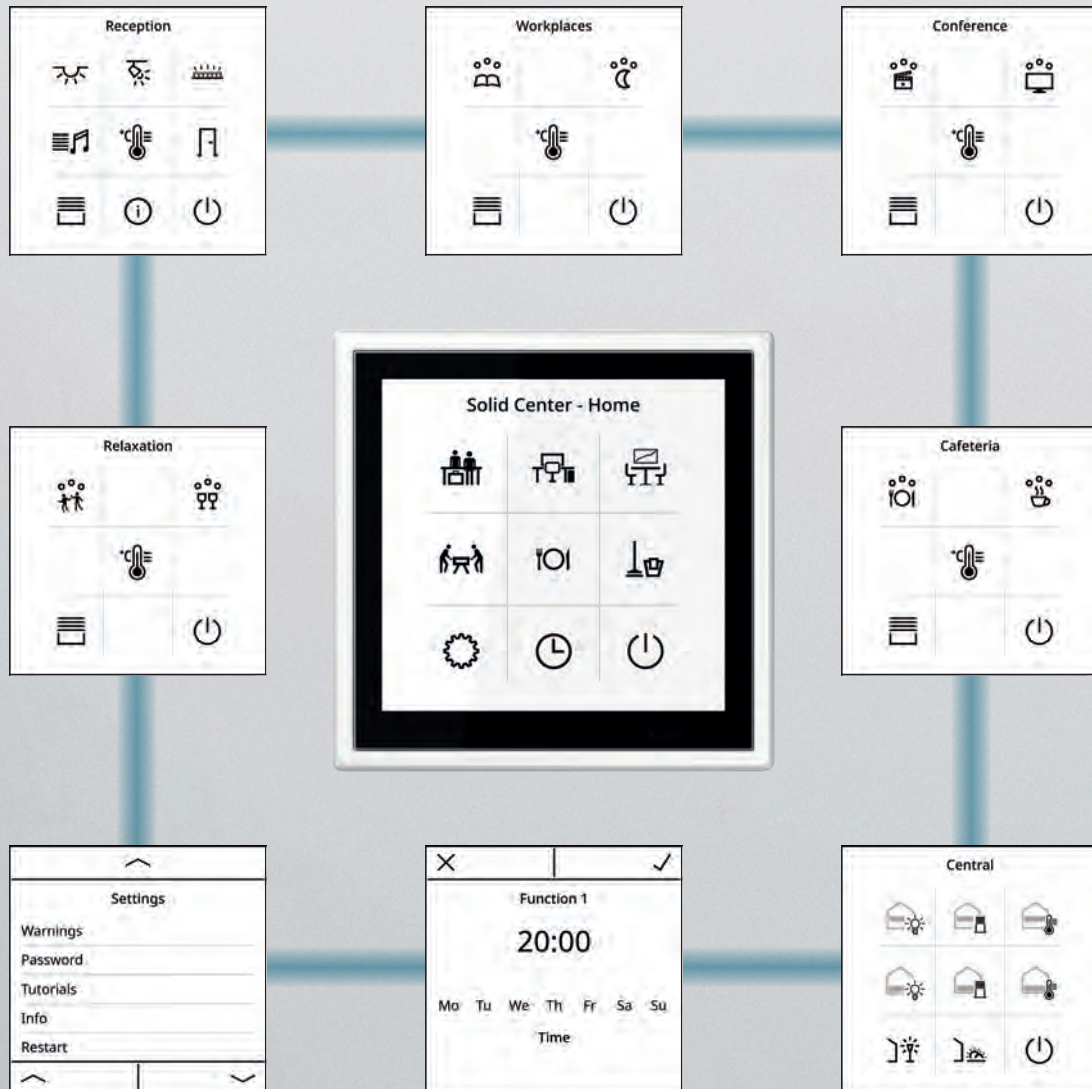 Reception
Workplaces
Conference
°C
°C
°C
Solid Center - Home
Relaxation
°C
Cafeteria
°C
Settings
Warnings
Password
Tutorials
Info
Restart
Function 1
20:00
Mo Tu We Th Fr Sa Su
Time
Central